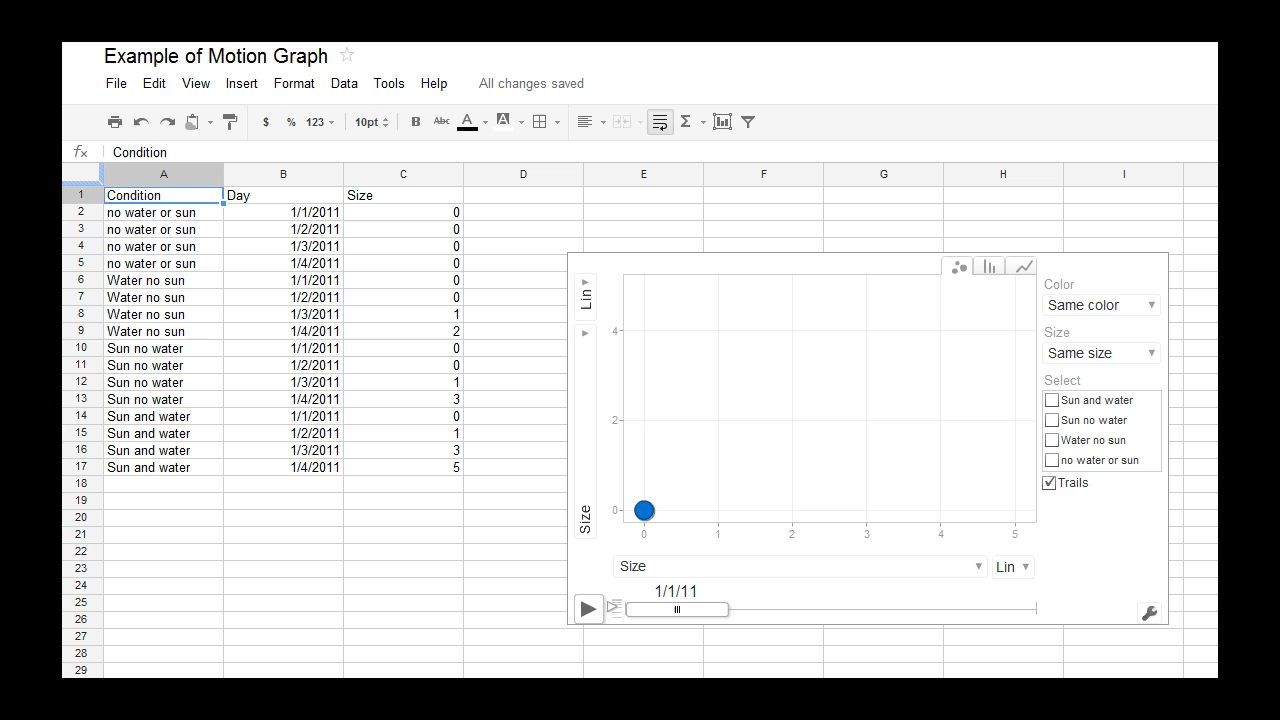 Example of Motion Graph
File Edit View Insert Format Data Tools Help All changes saved
$ % 123 10pt B Abc A A Σ
fx Condition
A B C D E F G H I
1 Condition Day Size
2 no water or sun 1/1/2011 0
3 no water or sun 1/2/2011 0
4 no water or sun 1/3/2011 0
5 no water or sun 1/4/2011 0
6 Water no sun 1/1/2011 0
7 Water no sun 1/2/2011 0
8 Water no sun 1/3/2011 1
9 Water no sun 1/4/2011 2
10 Sun no water 1/1/2011 0
11 Sun no water 1/2/2011 0
12 Sun no water 1/3/2011 1
13 Sun no water 1/4/2011 3
14 Sun and water 1/1/2011 0
15 Sun and water 1/2/2011 1
16 Sun and water 1/3/2011 3
17 Sun and water 1/4/2011 5
18
19
20
21
22
23
24
25
26
27
28
29
Lin
Size
4
2
0
0 1 2 3 4 5
Size Lin
1/1/11
Color
Same color
Size
Same size
Select
Sun and water
Sun no water
Water no sun
no water or sun
Trails